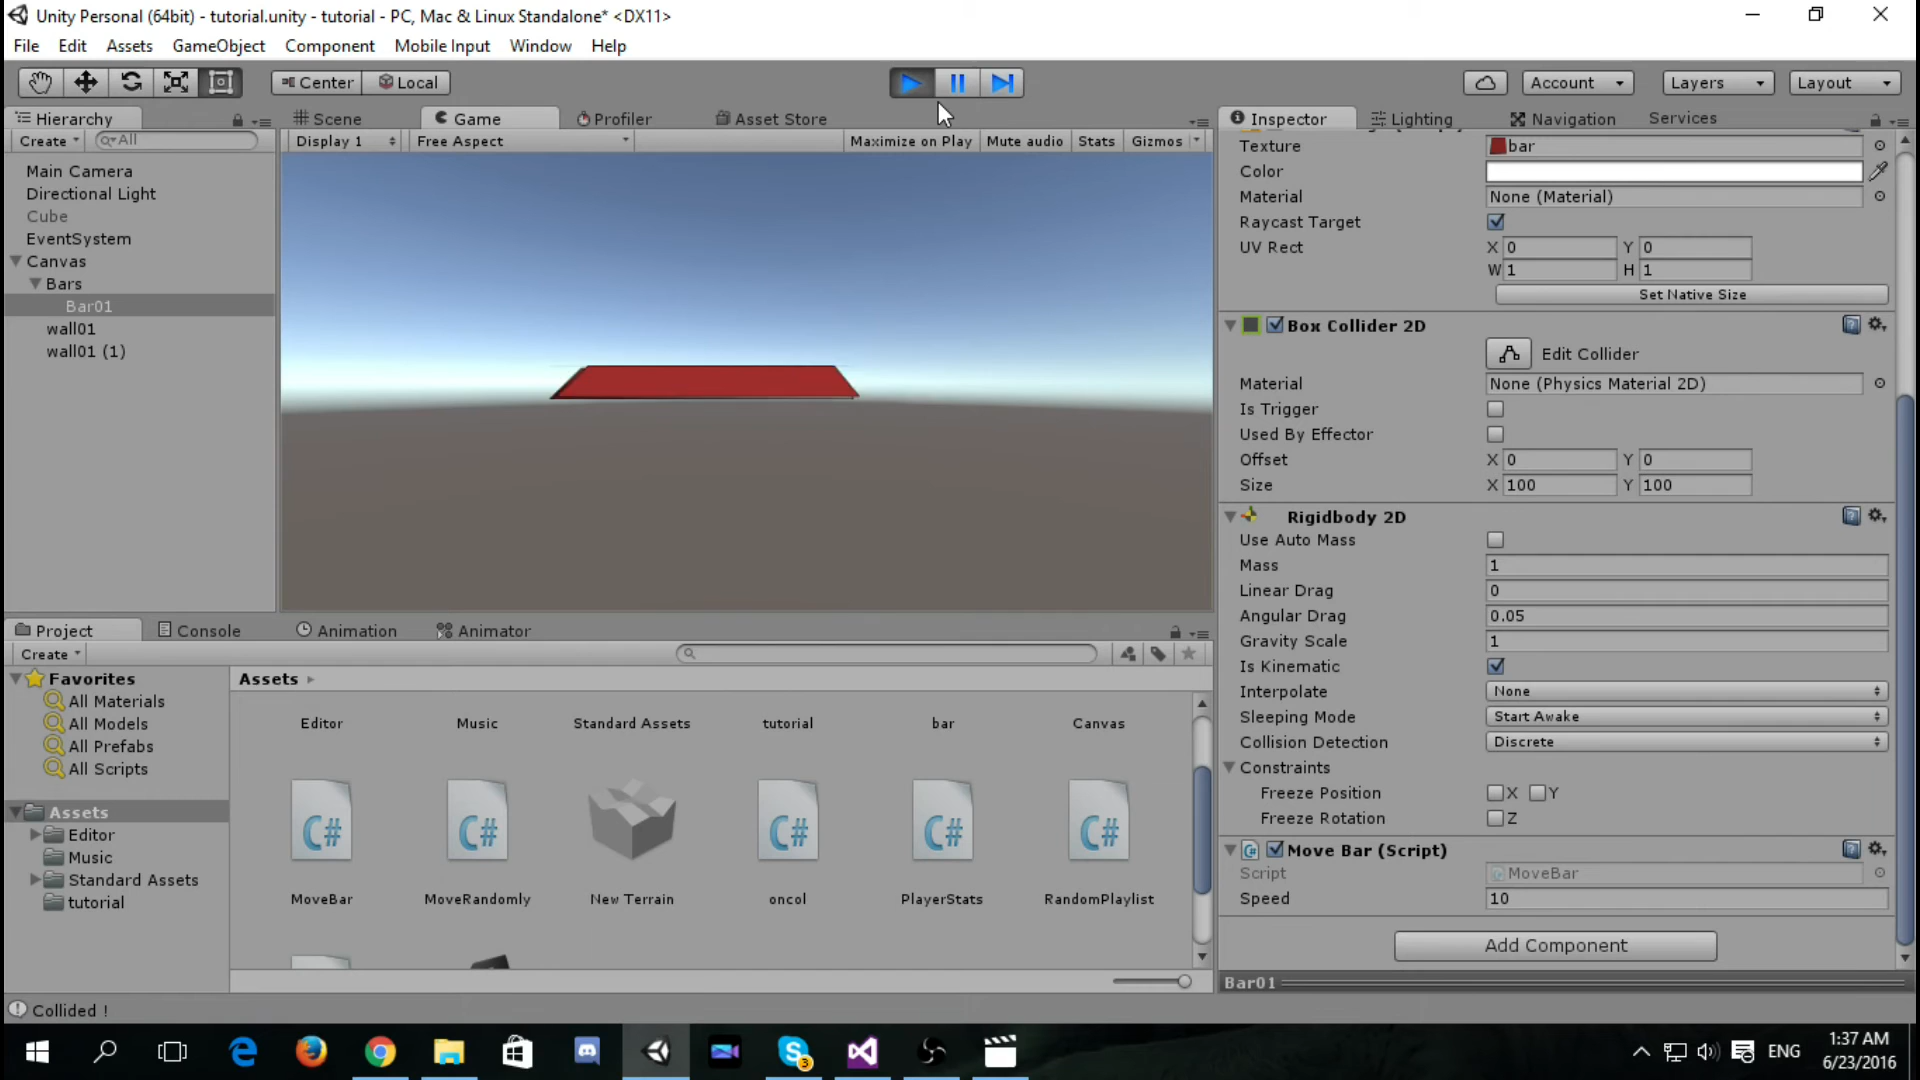 Unity Personal (64bit) - tutorial.unity - tutorial - PC, Mac & Linux Standalone* <DX11>
File Edit Assets GameObject Component Mobile Input Window Help
Center Local Account Layers Layout
Hierarchy
Create All
Main Camera
Directional Light
Cube
EventSystem
Canvas
Bars
Bar01
wall01
wall01 (1)
Scene Game Profiler Asset Store
Display 1 Free Aspect Maximize on Play Mute audio Stats Gizmos
Inspector Lighting Navigation Services
Texture bar
Color
Material None (Material)
Raycast Target
UV Rect X 0 Y 0
W 1 H 1
Set Native Size
Box Collider 2D
Edit Collider
Material None (Physics Material 2D)
Is Trigger
Used By Effector
Offset X 0 Y 0
Size X 100 Y 100
Rigidbody 2D
Use Auto Mass
Mass 1
Linear Drag 0
Angular Drag 0.05
Gravity Scale 1
Is Kinematic
Interpolate None
Sleeping Mode Start Awake
Collision Detection Discrete
Constraints
Freeze Position X Y
Freeze Rotation Z
C# Move Bar (Script)
Script MoveBar
Speed 10
Add Component
Bar01
Project Console Animation Animator
Create
Favorites
All Materials
All Models
All Prefabs
All Scripts
Assets
Editor
Music
Standard Assets
tutorial
Assets
Editor Music Standard Assets tutorial bar Canvas
C# C# C# C# C#
MoveBar MoveRandomly New Terrain oncol PlayerStats RandomPlaylist
Collided !
3
ENG
1:37 AM
6/23/2016